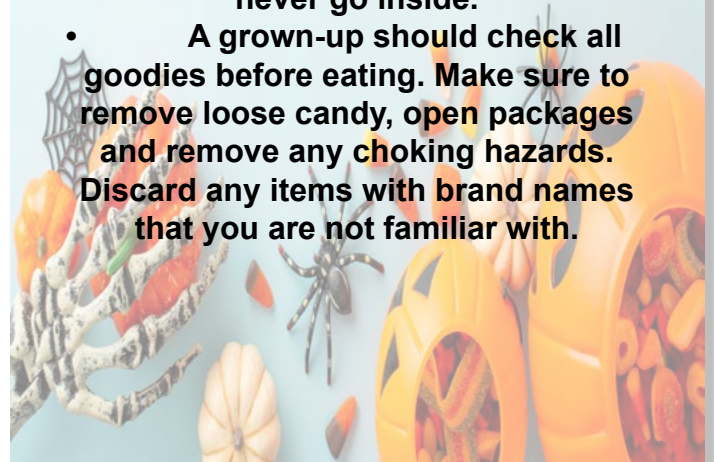 never go inside.
• A grown-up should check all
goodies before eating. Make sure to
remove loose candy, open packages
and remove any choking hazards.
Discard any items with brand names
that you are not familiar with.